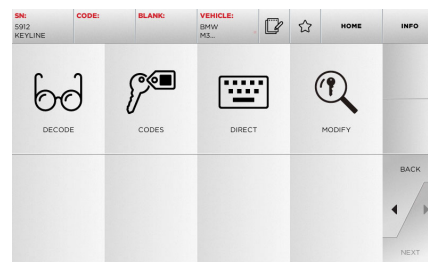 SN:
5912
KEYLINE
CODE:
BLANK:
VEHICLE:
BMW
M3...
HOME
INFO
DECODE
CODES
DIRECT
MODIFY
BACK
NEXT